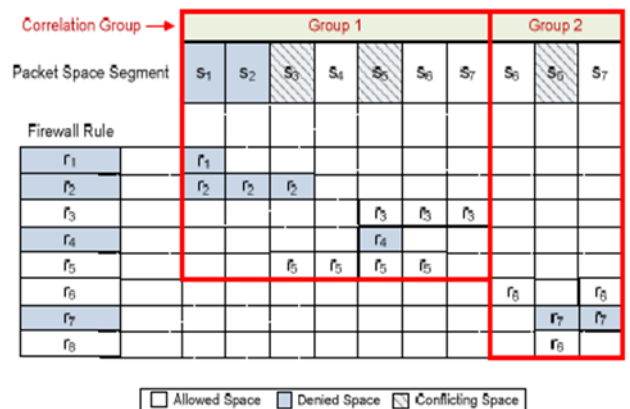 Correlation Group → Group 1 Group 2
Packet Space Segment S1 S2 S3 S4 S5 S6 S7 S6 S6 S7
Firewall Rule
r1 r1
r2 r2 r2 r2
r3 r3 r3 r3
r4 r4
r5 r5 r5 r5 r5
r6 r6 r6
r7 r7 r7
r8 r8
Allowed Space Denied Space Conflicting Space